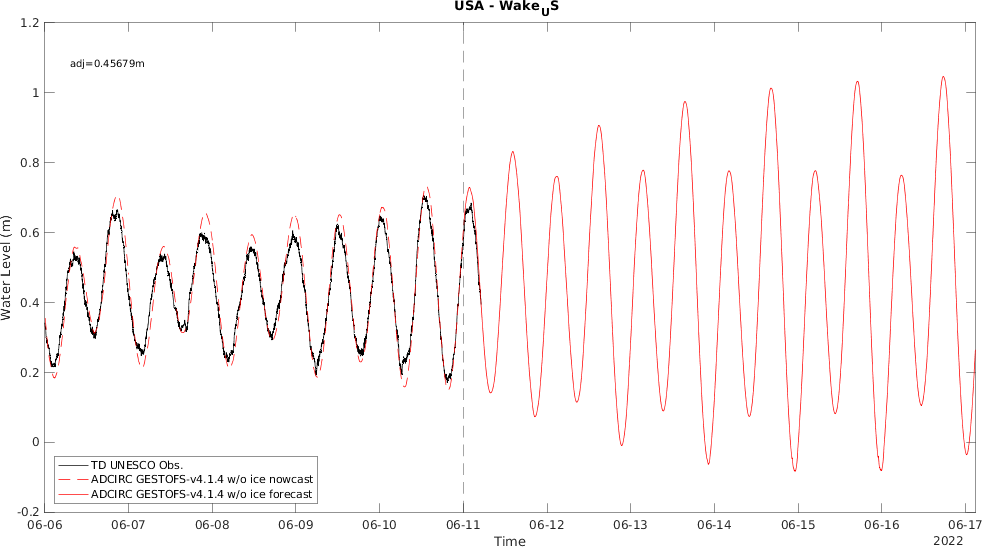 USA - Wake_US
adj=0.45679m
1.2
1
0.8
0.6
0.4
0.2
0
-0.2
Water Level (m)
TD UNESCO Obs.
ADCIRC GESTOFS-v4.1.4 w/o ice nowcast
ADCIRC GESTOFS-v4.1.4 w/o ice forecast
06-06 06-07 06-08 06-09 06-10 06-11 06-12 06-13 06-14 06-15 06-16 06-17
Time
2022